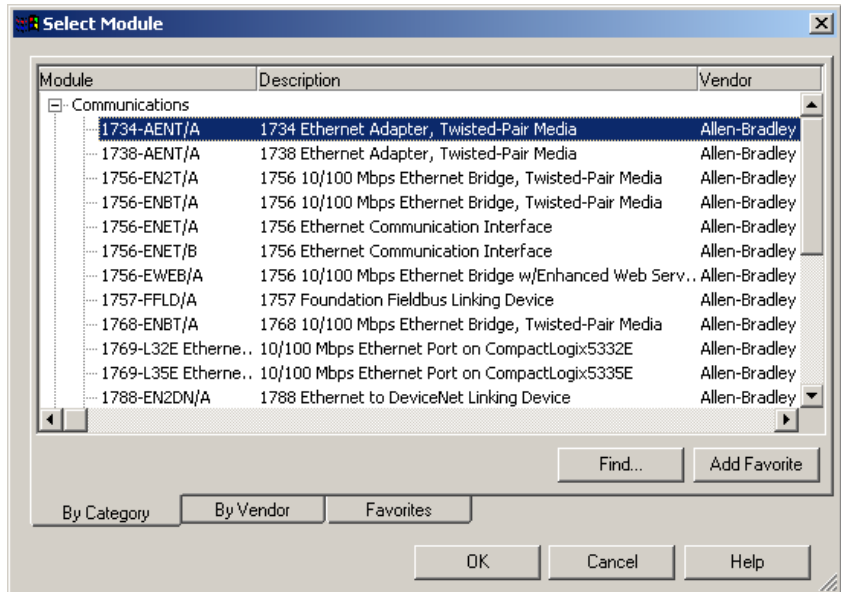 Select Module
Module Description Vendor
Communications
1734-AENT/A 1734 Ethernet Adapter, Twisted-Pair Media Allen-Bradley
1738-AENT/A 1738 Ethernet Adapter, Twisted-Pair Media Allen-Bradley
1756-EN2T/A 1756 10/100 Mbps Ethernet Bridge, Twisted-Pair Media Allen-Bradley
1756-ENBT/A 1756 10/100 Mbps Ethernet Bridge, Twisted-Pair Media Allen-Bradley
1756-ENET/A 1756 Ethernet Communication Interface Allen-Bradley
1756-ENET/B 1756 Ethernet Communication Interface Allen-Bradley
1756-EWEB/A 1756 10/100 Mbps Ethernet Bridge w/Enhanced Web Serv.. Allen-Bradley
1757-FFLD/A 1757 Foundation Fieldbus Linking Device Allen-Bradley
1768-ENBT/A 1768 10/100 Mbps Ethernet Bridge, Twisted-Pair Media Allen-Bradley
1769-L32E Etherne.. 10/100 Mbps Ethernet Port on CompactLogix5332E Allen-Bradley
1769-L35E Etherne.. 10/100 Mbps Ethernet Port on CompactLogix5335E Allen-Bradley
1788-EN2DN/A 1788 Ethernet to DeviceNet Linking Device Allen-Bradley
Find... Add Favorite
By Category By Vendor Favorites
OK Cancel Help